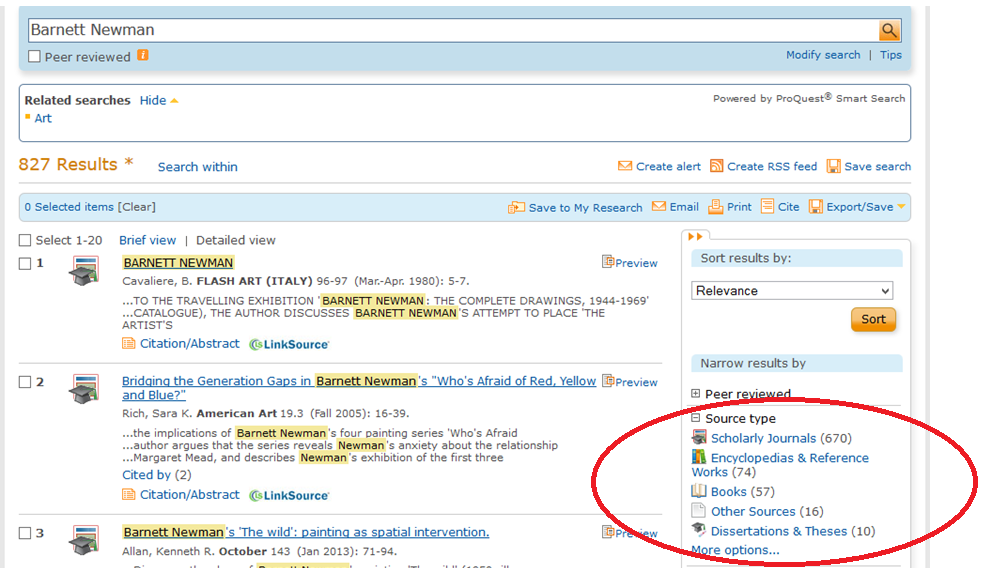 Barnett Newman
Peer reviewed i
Modify search | Tips
Related searches Hide
Powered by ProQuest® Smart Search
Art
827 Results *
Search within
Create alert
Create RSS feed
Save search
0 Selected items [Clear]
Save to My Research
Email
Print
Cite
Export/Save
Select 1-20
Brief view | Detailed view
1
BARNETT NEWMAN
Preview
Cavaliere, B. FLASH ART (ITALY) 96-97 (Mar.-Apr. 1980): 5-7.
...TO THE TRAVELLING EXHIBITION 'BARNETT NEWMAN: THE COMPLETE DRAWINGS, 1944-1969'
...CATALOGUE), THE AUTHOR DISCUSSES BARNETT NEWMAN'S ATTEMPT TO PLACE 'THE
ARTIST'S
Citation/Abstract
LinkSource
2
Bridging the Generation Gaps in Barnett Newman's "Who's Afraid of Red, Yellow
and Blue?"
Preview
Rich, Sara K. American Art 19.3 (Fall 2005): 16-39.
...the implications of Barnett Newman's four painting series 'Who's Afraid
...author argues that the series reveals Newman's anxiety about the relationship
...Margaret Mead, and describes Newman's exhibition of the first three
Cited by (2)
Citation/Abstract
LinkSource
3
Barnett Newman's 'The wild': painting as spatial intervention.
Preview
Allan, Kenneth R. October 143 (Jan 2013): 71-94.
Sort results by:
Relevance
Sort
Narrow results by
Peer reviewed
Source type
Scholarly Journals (670)
Encyclopedias & Reference
Works (74)
Books (57)
Other Sources (16)
Dissertations & Theses (10)
More options...